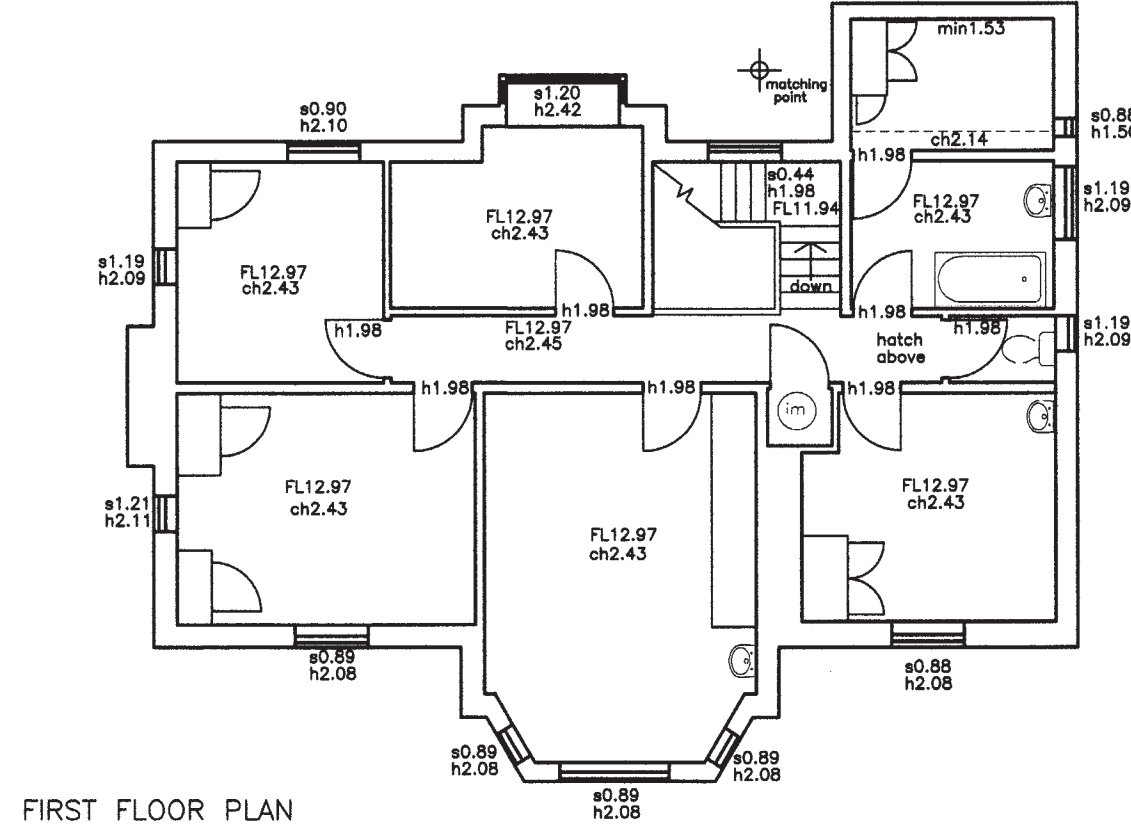 min1.53
matching
point
s1.20
h2.42
s0.90
h2.10
s0.88
ch2.14
h1.98
s0.44
h1.98
FL11.94
s1.19
h2.09
FL12.97
ch2.43
FL12.97
ch2.43
s1.19
h2.09
FL12.97
ch2.43
down
h1.98
h1.98
h1.98
FL12.97
ch2.45
h1.98
s1.19
h2.09
hatch
above
h1.98
h1.98
h1.98
im
FL12.97
ch2.43
FL12.97
ch2.43
s1.21
h2.11
FL12.97
ch2.43
s0.89
h2.08
s0.88
h2.08
s0.89
h2.08
s0.89
h2.08
s0.89
h2.08
FIRST FLOOR PLAN